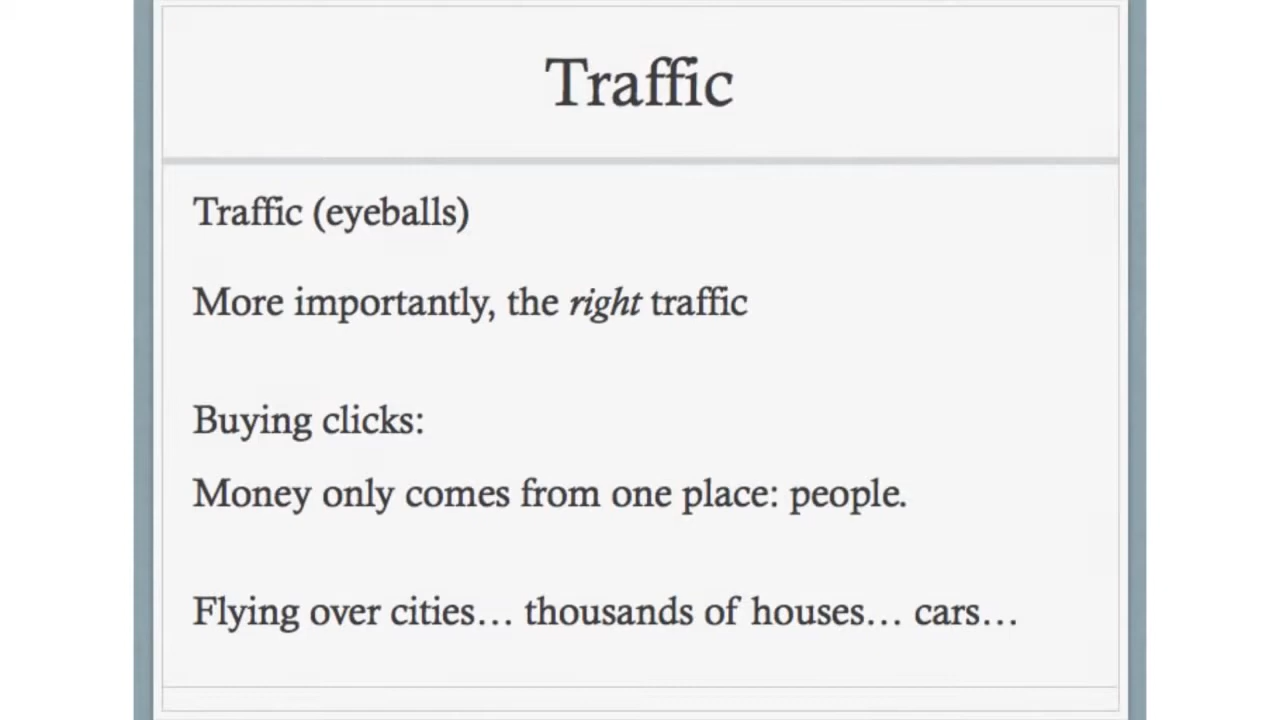 Traffic
Traffic (eyeballs)
More importantly, the right traffic
Buying clicks:
Money only comes from one place: people.
Flying over cities… thousands of houses… cars…